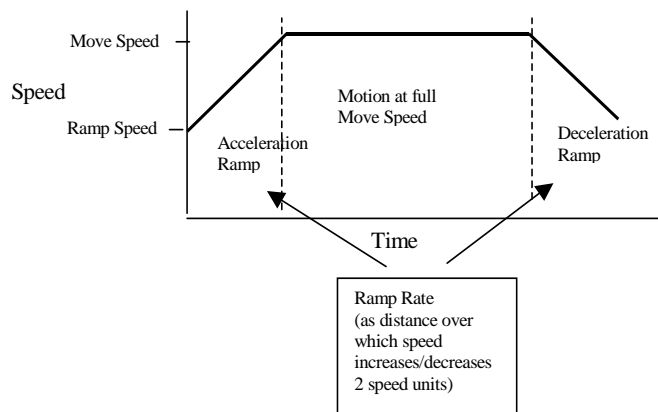 Move Speed
Speed
Motion at full
Move Speed
Ramp Speed
Deceleration
Ramp
Acceleration
Ramp
Time
Ramp Rate
(as distance over
which speed
increases/decreases
2 speed units)